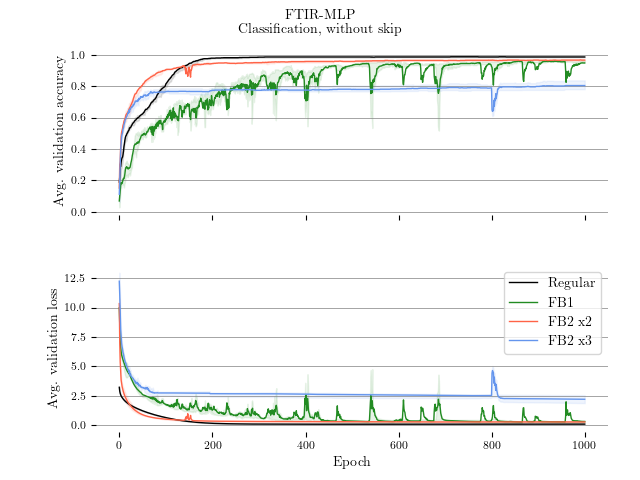 FTIR-MLP
Classification, without skip
Avg. validation accuracy
1.0
0.8
0.6
0.4
0.2
0.0
Avg. validation loss
12.5
10.0
7.5
5.0
2.5
0.0
Regular
FB1
FB2 x2
FB2 x3
0
200
400
600
800
1000
Epoch